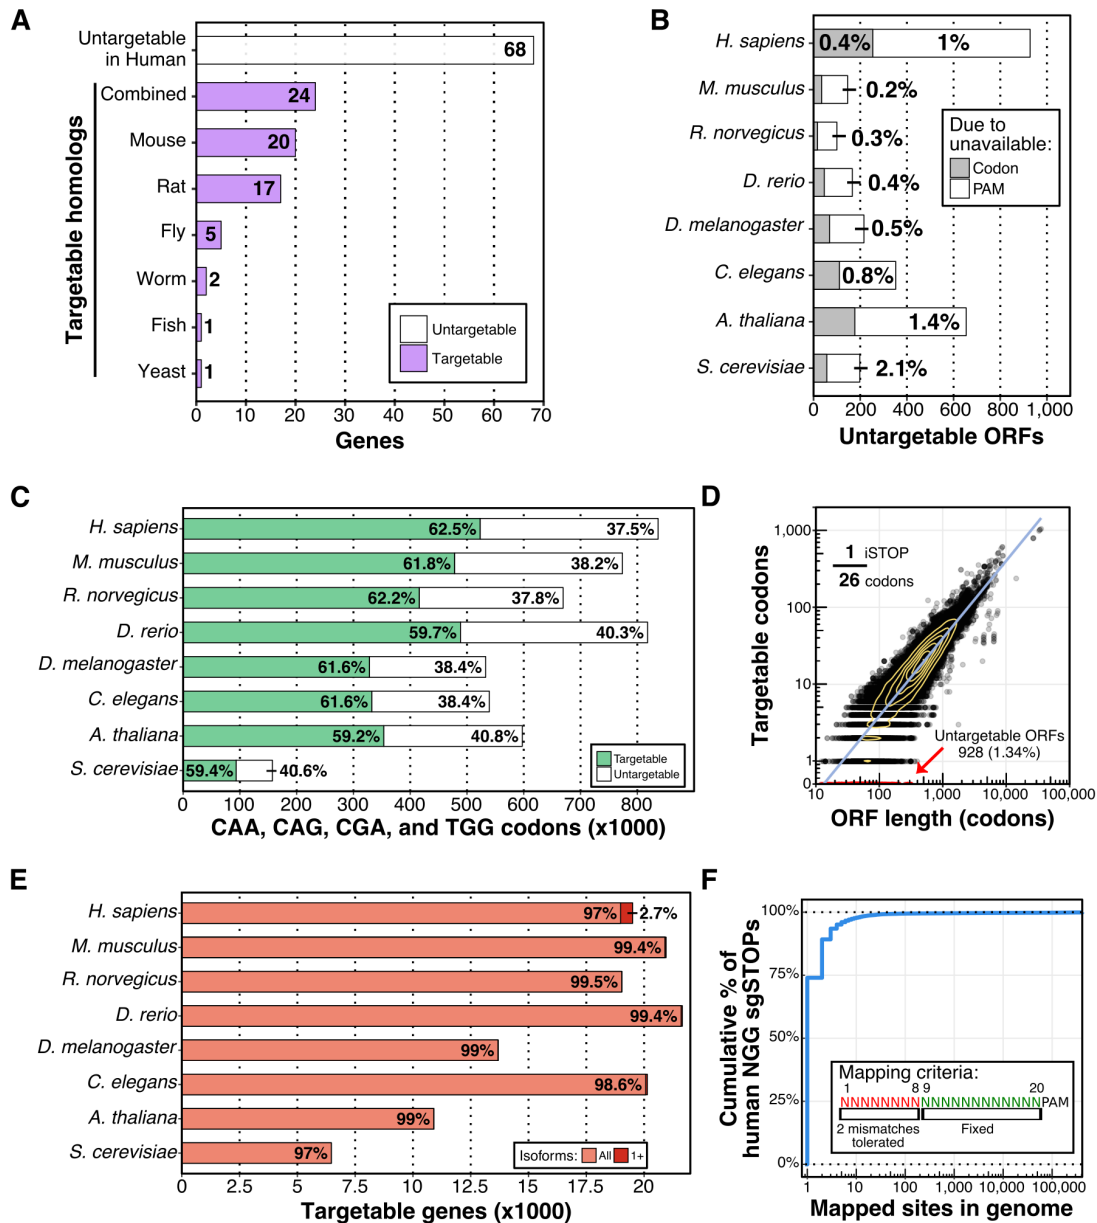 A
Untargetable
in Human
68
Targetable homologs
Combined
24
Mouse
20
Rat
17
Fly
5
Worm
2
Fish
1
Yeast
1
Untargetable
Targetable
0 10 20 30 40 50 60 70
Genes
B
H. sapiens
0.4%
1%
M. musculus
0.2%
R. norvegicus
0.3%
D. rerio
0.4%
D. melanogaster
0.5%
C. elegans
0.8%
A. thaliana
1.4%
S. cerevisiae
2.1%
Due to
unavailable:
Codon
PAM
0 200 400 600 800 1,000
Untargetable ORFs
C
H. sapiens
62.5%
37.5%
M. musculus
61.8%
38.2%
R. norvegicus
62.2%
37.8%
D. rerio
59.7%
40.3%
D. melanogaster
61.6%
38.4%
C. elegans
61.6%
38.4%
A. thaliana
59.2%
40.8%
S. cerevisiae
59.4%
40.6%
Targetable
Untargetable
0 100 200 300 400 500 600 700 800
CAA, CAG, CGA, and TGG codons (x1000)
D
Targetable codons
1,000
100
10
1
0
1 iSTOP
26 codons
Untargetable ORFs
928 (1.34%)
10 100 1,000 10,000 100,000
ORF length (codons)
E
H. sapiens
97%
2.7%
M. musculus
99.4%
R. norvegicus
99.5%
D. rerio
99.4%
D. melanogaster
99%
C. elegans
98.6%
A. thaliana
99%
S. cerevisiae
97%
Isoforms: All 1+
0 2.5 5 7.5 10 12.5 15 17.5 20
Targetable genes (x1000)
F
Cumulative % of
human NGG sgSTOPs
100%
75%
50%
25%
0%
Mapping criteria:
1 8 9 20
NNNNNNNNNNNNNNNNNNNNPAM
2 mismatches
tolerated
Fixed
1 10 100 1,000 10,000 100,000
Mapped sites in genome